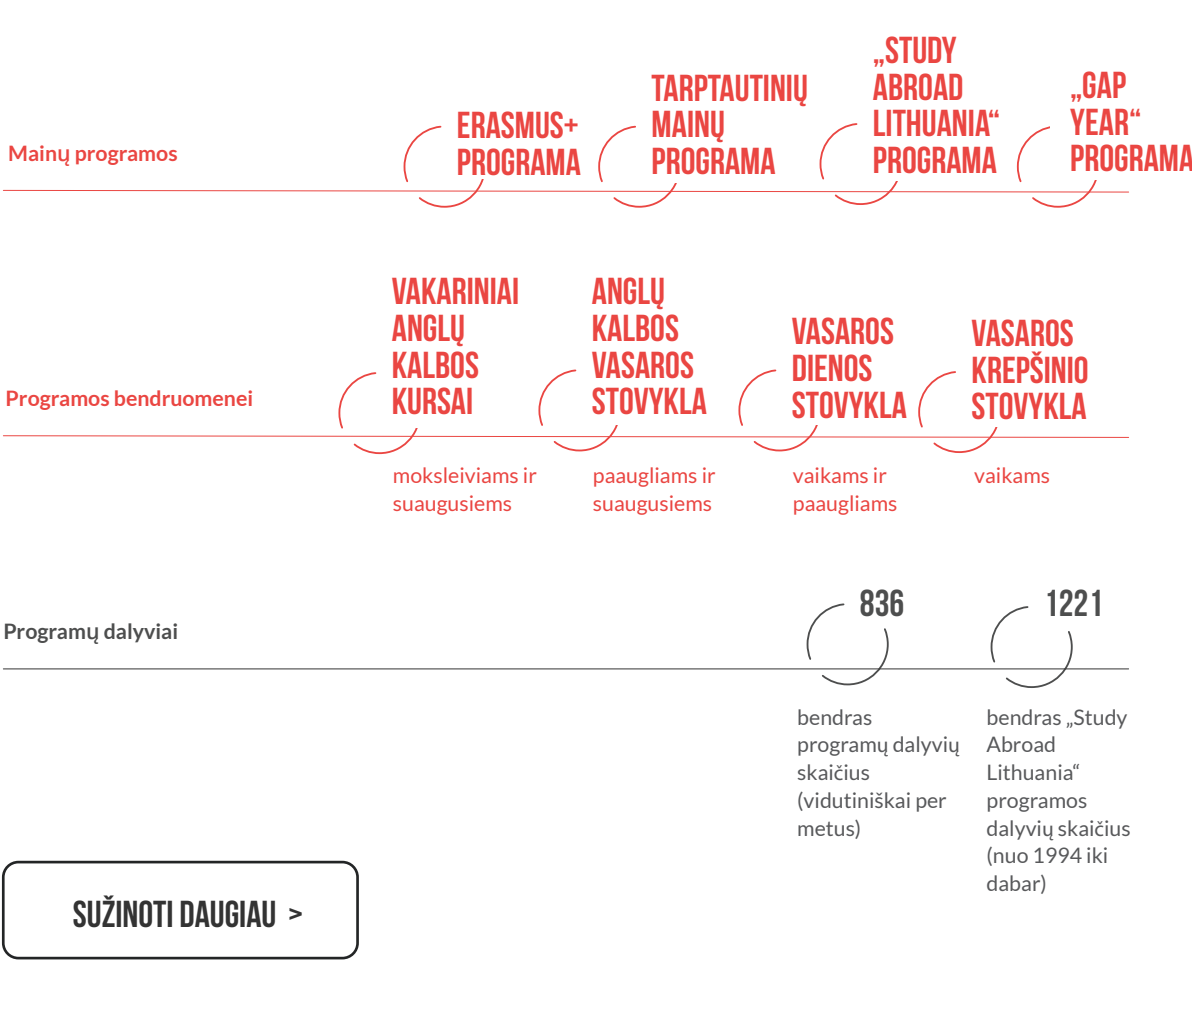 Mainų programos
ERASMUS+
PROGRAMA
TARPTAUTINIŲ
MAINŲ
PROGRAMA
„STUDY
ABROAD
LITHUANIA“
PROGRAMA
„GAP
YEAR“
PROGRAMA
Programos bendruomenei
VAKARINIAI
ANGLŲ
KALBOS
KURSAI
moksleiviams ir
suaugusiems
ANGLŲ
KALBOS
VASAROS
STOVYKLA
paaugliams ir
suaugusiems
VASAROS
DIENOS
STOVYKLA
vaikams ir
paaugliams
VASAROS
KREPŠINIO
STOVYKLA
vaikams
Programų dalyviai
836
bendras
programų dalyvių
skaičius
(vidutiniškai per
metus)
1221
bendras „Study
Abroad
Lithuania“
programos
dalyvių skaičius
(nuo 1994 iki
dabar)
SUŽINOTI DAUGIAU >